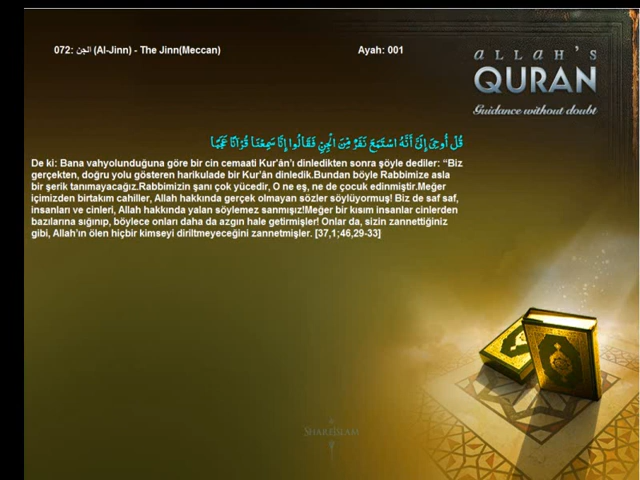 072: الجن (Al-Jinn) - The Jinn(Meccan) Ayah: 001
ALLAH'S
QURAN
Guidance without doubt
قُلْ أُوحِيَ إِلَيَّ أَنَّهُ اسْتَمَعَ نَفَرٌ مِّنَ الْجِنِّ فَقَالُوا إِنَّا سَمِعْنَا قُرْآنًا عَجَبًا
De ki: Bana vahyolunduğuna göre bir cin cemaati Kur'ân'ı dinledikten sonra şöyle dediler: “Biz
gerçekten, doğru yolu gösteren harikulade bir Kur'ân dinledik.Bundan böyle Rabbimize asla
bir şerik tanımayacağız.Rabbimizin şanı çok yücedir, O ne eş, ne de çocuk edinmiştir.Meğer
içimizden birtakım cahiller, Allah hakkında gerçek olmayan sözler söylüyormuş! Biz de saf saf,
insanları ve cinleri, Allah hakkında yalan söylemez sanmışız!Meğer bir kısım insanlar cinlerden
bazılarına sığınıp, böylece onları daha da azgın hale getirmişler! Onlar da, sizin zannettiğiniz
gibi, Allah'ın ölen hiçbir kimseyi diriltmeyeceğini zannetmişler. [37,1;46,29-33]
SHAREISLAM